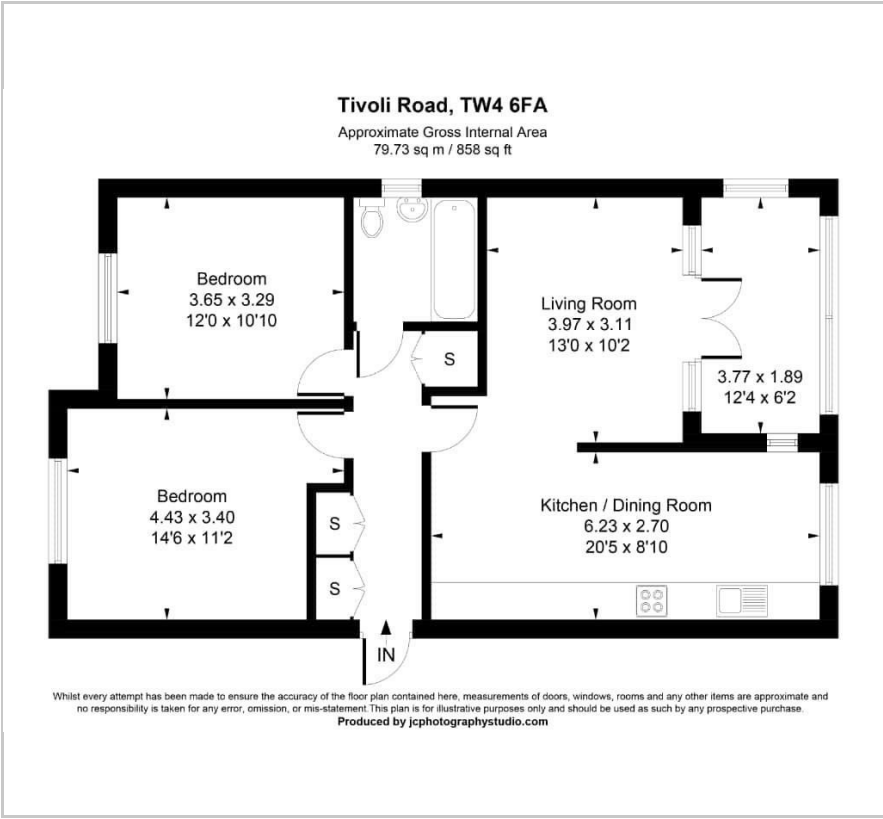 Tivoli Road, TW4 6FA
Approximate Gross Internal Area
79.73 sq m / 858 sq ft
Bedroom
3.65 x 3.29
12'0 x 10'10
Living Room
3.97 x 3.11
13'0 x 10'2
S
3.77 x 1.89
12'4 x 6'2
Bedroom
4.43 x 3.40
14'6 x 11'2
S
S
Kitchen / Dining Room
6.23 x 2.70
20'5 x 8'10
IN
Whilst every attempt has been made to ensure the accuracy of the floor plan contained here, measurements of doors, windows, rooms and any other items are approximate and
no responsibility is taken for any error, omission, or mis-statement.This plan is for illustrative purposes only and should be used as such by any prospective purchase.
Produced by jcphotographystudio.com